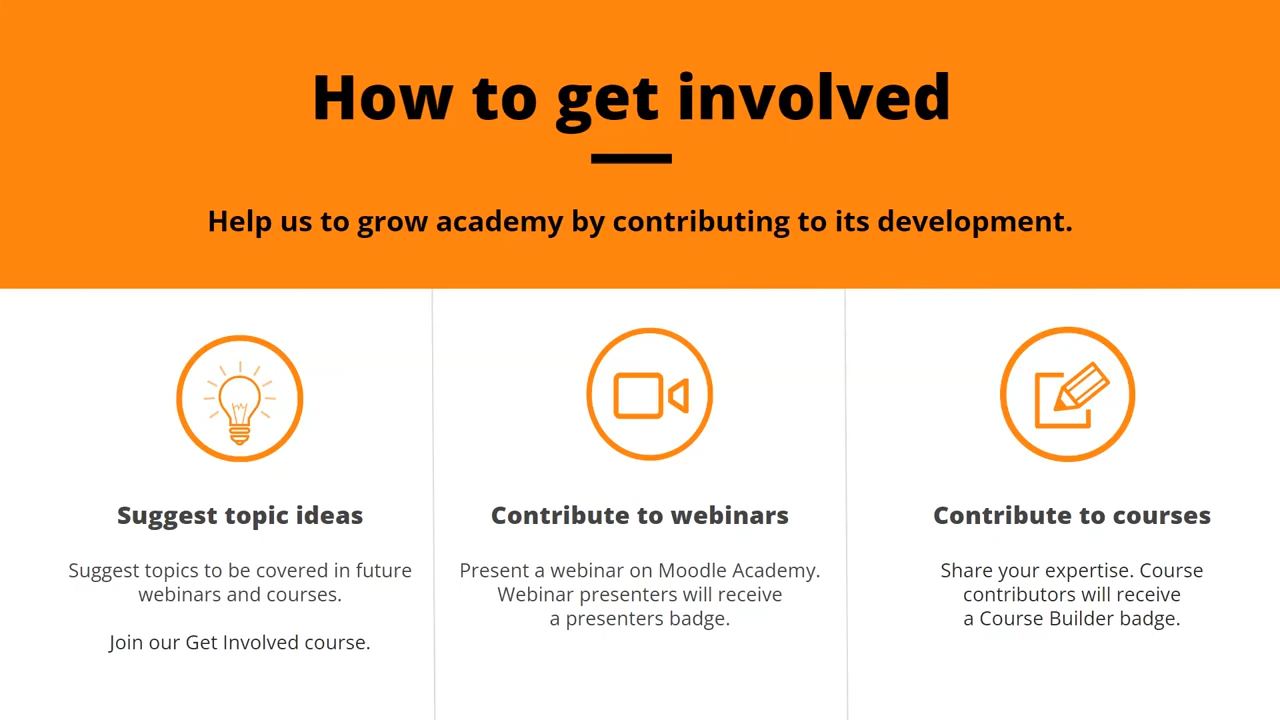 How to get involved
Help us to grow academy by contributing to its development.
Suggest topic ideas
Suggest topics to be covered in future
webinars and courses.
Join our Get Involved course.
Contribute to webinars
Present a webinar on Moodle Academy.
Webinar presenters will receive
a presenters badge.
Contribute to courses
Share your expertise. Course
contributors will receive
a Course Builder badge.